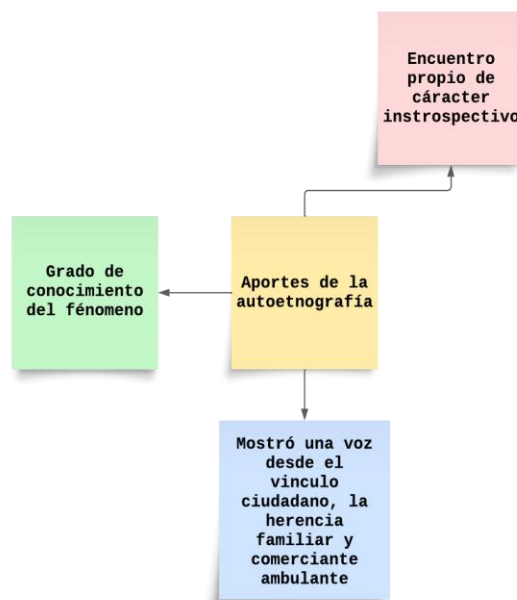 Encuentro
propio de
cáracter
instrospectivo
Grado de
conocimiento
del fénomeno
Aportes de la
autoetnografía
Mostró una voz
desde el
vinculo
ciudadano, la
herencia
familiar y
comerciante
ambulante